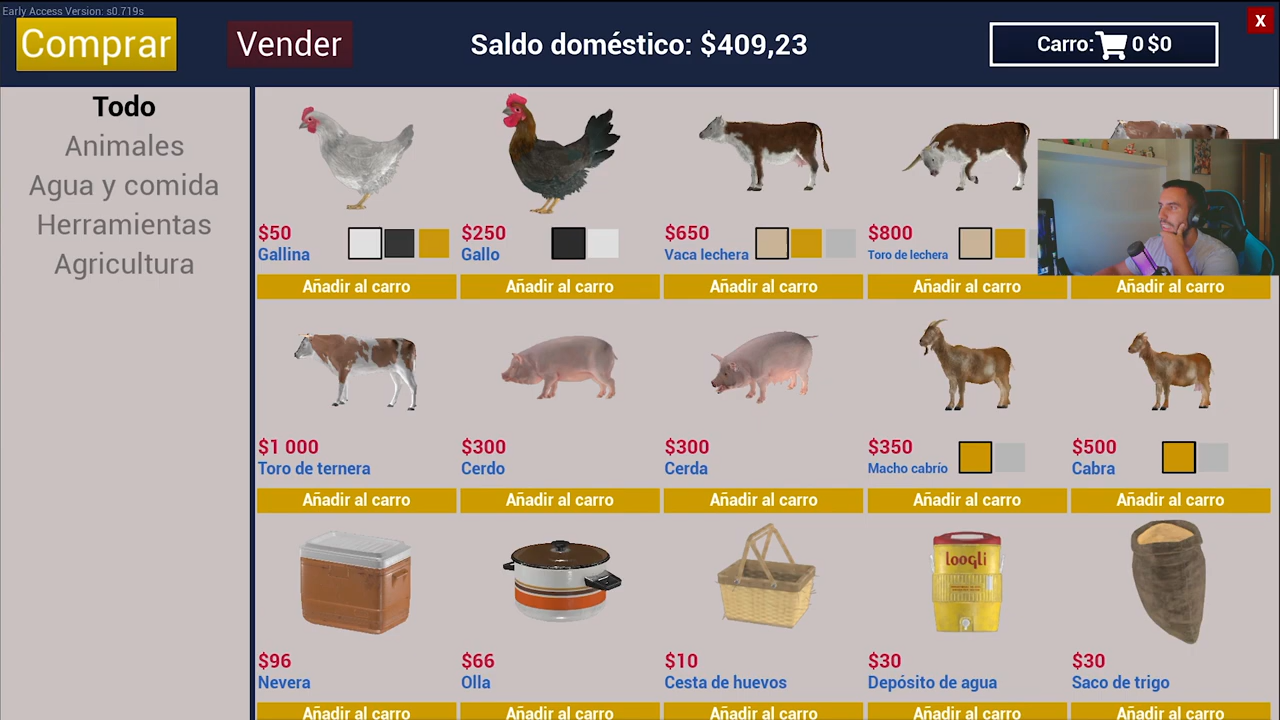 Early Access Version: s0.719s
Comprar
Vender
Saldo doméstico: $409,23
Carro: 0 $0
X
Todo
Animales
Agua y comida
Herramientas
Agricultura
$50
Gallina
$250
Gallo
$650
Vaca lechera
$800
Toro de lechera
Añadir al carro
Añadir al carro
Añadir al carro
Añadir al carro
Añadir al carro
$1 000
Toro de ternera
$300
Cerdo
$300
Cerda
$350
Macho cabrío
$500
Cabra
Añadir al carro
Añadir al carro
Añadir al carro
Añadir al carro
Añadir al carro
loogli
$96
Nevera
$66
Olla
$10
Cesta de huevos
$30
Depósito de agua
$30
Saco de trigo
Añadir al carro
Añadir al carro
Añadir al carro
Añadir al carro
Añadir al carro